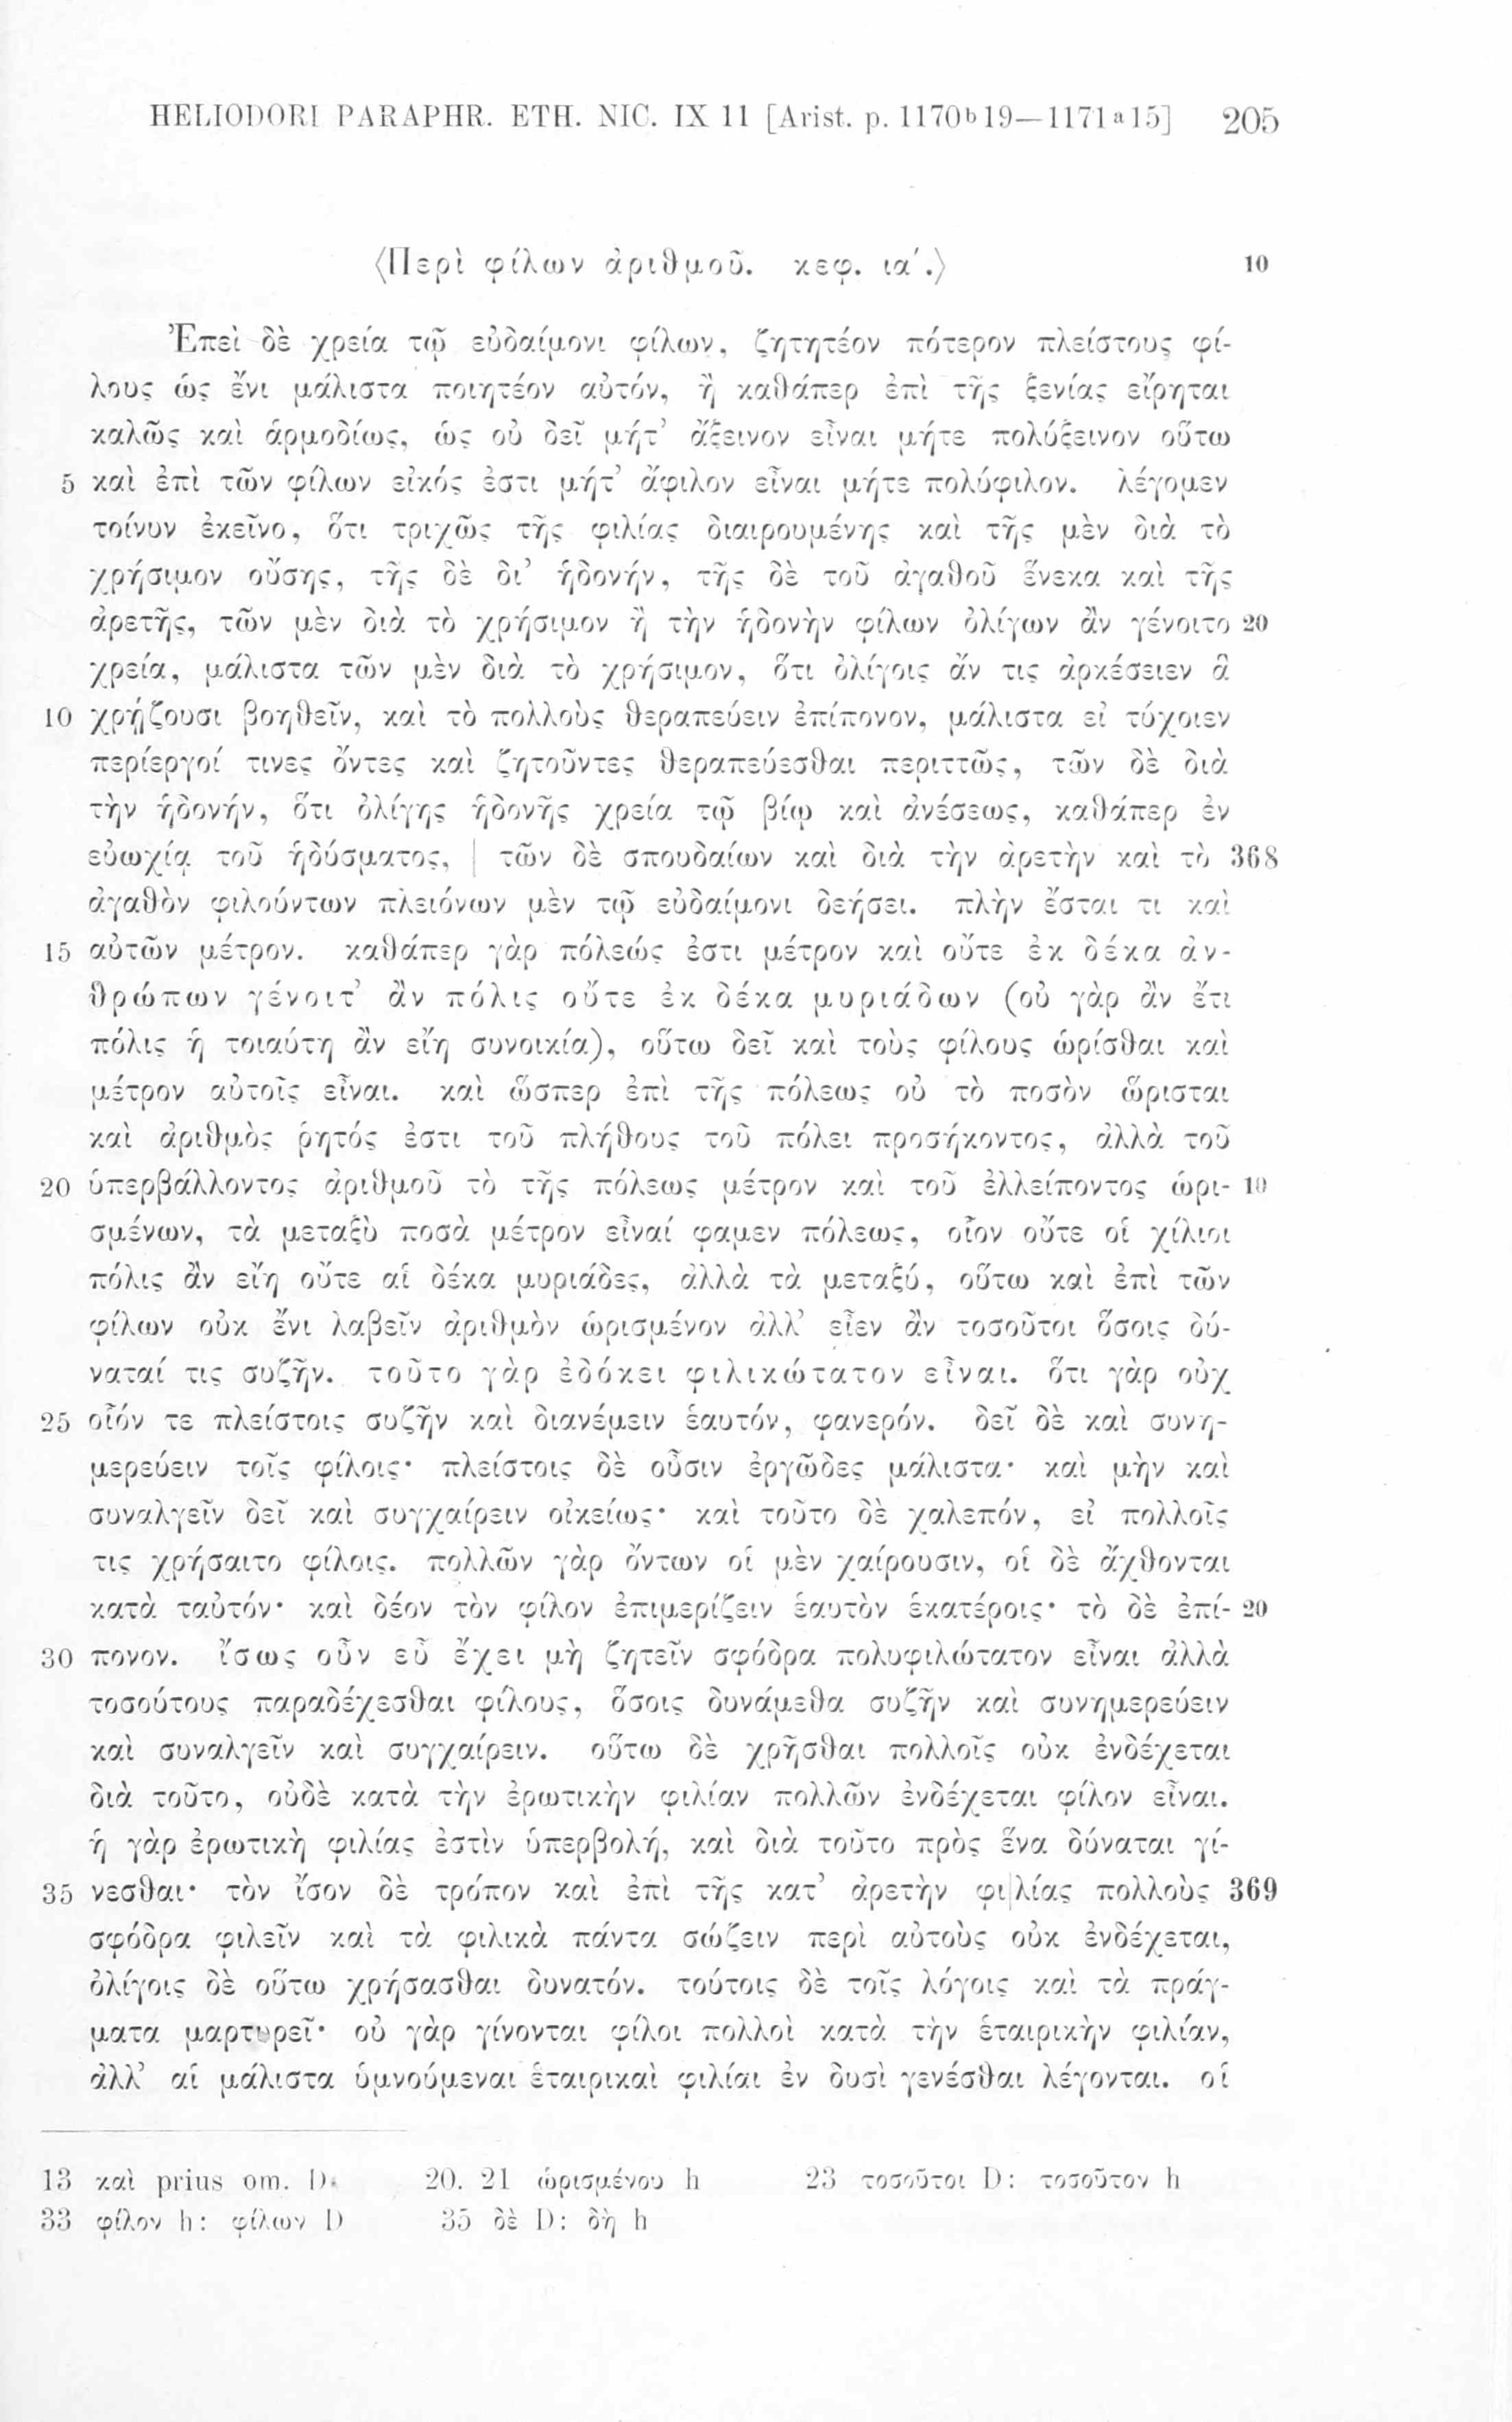 HELIODORI PARAPHR. ETH. NIC. IX 11 [Arist. p. 1170b19—1171a15] 205
〈Περὶ φίλων ἀριθμοῦ. κεφ. ια΄.〉 10
Ἐπεὶ δὲ χρεία τῷ εὐδαίμονι φίλων, ζητητέον πότερον πλείστους φί-
λους ὡς ἔνι μάλιστα ποιητέον αὐτόν, ἢ καθάπερ ἐπὶ τῆς ξενίας εἴρηται
καλῶς καὶ ἁρμοδίως, ὡς οὐ δεῖ μήτ’ ἄξεινον εἶναι μήτε πολύξεινον οὕτω
5 καὶ ἐπὶ τῶν φίλων εἰκός ἐστι μήτ’ ἄφιλον εἶναι μήτε πολύφιλον. λέγομεν
τοίνυν ἐκεῖνο, ὅτι τριχῶς τῆς φιλίας διαιρουμένης καὶ τῆς μὲν διὰ τὸ
χρήσιμον οὔσης, τῆς δὲ δι’ ἡδονήν, τῆς δὲ τοῦ ἀγαθοῦ ἕνεκα καὶ τῆς
ἀρετῆς, τῶν μὲν διὰ τὸ χρήσιμον ἢ τὴν ἡδονὴν φίλων ὀλίγων ἂν γένοιτο 20
χρεία, μάλιστα τῶν μὲν διὰ τὸ χρήσιμον, ὅτι ὀλίγοις ἄν τις ἀρκέσειεν ἃ
10 χρῄζουσι βοηθεῖν, καὶ τὸ πολλοὺς θεραπεύειν ἐπίπονον, μάλιστα εἰ τύχοιεν
περίεργοί τινες ὄντες καὶ ζητοῦντες θεραπεύεσθαι περιττῶς, τῶν δὲ διὰ
τὴν ἡδονήν, ὅτι ὀλίγης ἡδονῆς χρεία τῷ βίῳ καὶ ἀνέσεως, καθάπερ ἐν
εὐωχίᾳ τοῦ ἡδύσματος, | τῶν δὲ σπουδαίων καὶ διὰ τὴν ἀρετὴν καὶ τὸ 368
ἀγαθὸν φιλούντων πλειόνων μὲν τῷ εὐδαίμονι δεήσει. πλὴν ἔσται τι καὶ
15 αὐτῶν μέτρον. καθάπερ γὰρ πόλεώς ἐστι μέτρον καὶ οὔτε ἐκ δέκα ἀν-
θρώπων γένοιτ’ ἂν πόλις οὔτε ἐκ δέκα μυριάδων (οὐ γὰρ ἂν ἔτι
πόλις ἡ τοιαύτη ἂν εἴη συνοικία), οὕτω δεῖ καὶ τοὺς φίλους ὡρίσθαι καὶ
μέτρον αὐτοῖς εἶναι. καὶ ὥσπερ ἐπὶ τῆς πόλεως οὐ τὸ ποσὸν ὥρισται
καὶ ἀριθμὸς ῥητός ἐστι τοῦ πλήθους τοῦ πόλει προσήκοντος, ἀλλὰ τοῦ
20 ὑπερβάλλοντος ἀριθμοῦ τὸ τῆς πόλεως μέτρον καὶ τοῦ ἐλλείποντος ὡρι- 10
σμένων, τὰ μεταξὺ ποσὰ μέτρον εἶναί φαμεν πόλεως, οἷον οὔτε οἱ χίλιοι
πόλις ἂν εἴη οὔτε αἱ δέκα μυριάδες, ἀλλὰ τὰ μεταξύ, οὕτω καὶ ἐπὶ τῶν
φίλων οὐκ ἔνι λαβεῖν ἀριθμὸν ὡρισμένον ἀλλ’ εἶεν ἂν τοσοῦτοι ὅσοις δύ-
ναταί τις συζῆν. τοῦτο γὰρ ἐδόκει φιλικώτατον εἶναι. ὅτι γὰρ οὐχ
25 οἷόν τε πλείστοις συζῆν καὶ διανέμειν ἑαυτόν, φανερόν. δεῖ δὲ καὶ συνη-
μερεύειν τοῖς φίλοις· πλείστοις δὲ οὖσιν ἐργῶδες μάλιστα· καὶ μὴν καὶ
συναλγεῖν δεῖ καὶ συγχαίρειν οἰκείως· καὶ τοῦτο δὲ χαλεπόν, εἰ πολλοῖς
τις χρήσαιτο φίλοις. πολλῶν γὰρ ὄντων οἱ μὲν χαίρουσιν, οἱ δὲ ἄχθονται
κατὰ ταὐτόν· καὶ δέον τὸν φίλον ἐπιμερίζειν ἑαυτὸν ἑκατέροις· τὸ δὲ ἐπί- 20
30 πονον. ἴσως οὖν εὖ ἔχει μὴ ζητεῖν σφόδρα πολυφιλώτατον εἶναι ἀλλὰ
τοσούτους παραδέχεσθαι φίλους, ὅσοις δυνάμεθα συζῆν καὶ συνημερεύειν
καὶ συναλγεῖν καὶ συγχαίρειν. οὕτω δὲ χρῆσθαι πολλοῖς οὐκ ἐνδέχεται
διὰ τοῦτο, οὐδὲ κατὰ τὴν ἐρωτικὴν φιλίαν πολλῶν ἐνδέχεται φίλον εἶναι.
ἡ γὰρ ἐρωτικὴ φιλίας ἐστὶν ὑπερβολή, καὶ διὰ τοῦτο πρὸς ἕνα δύναται γί-
35 νεσθαι· τὸν ἴσον δὲ τρόπον καὶ ἐπὶ τῆς κατ’ ἀρετὴν φι|λίας πολλοὺς 369
σφόδρα φιλεῖν καὶ τὰ φιλικὰ πάντα σώζειν περὶ αὐτοὺς οὐκ ἐνδέχεται,
ὀλίγοις δὲ οὕτω χρήσασθαι δυνατόν. τούτοις δὲ τοῖς λόγοις καὶ τὰ πράγ-
ματα μαρτυρεῖ· οὐ γὰρ γίνονται φίλοι πολλοὶ κατὰ τὴν ἑταιρικὴν φιλίαν,
ἀλλ’ αἱ μάλιστα ὑμνούμεναι ἑταιρικαὶ φιλίαι ἐν δυσὶ γενέσθαι λέγονται. οἱ
13 καὶ prius om. D 20. 21 ὡρισμένου h 23 τοσοῦτοι D: τοσοῦτον h
33 φίλον h: φίλων D 35 δὲ D: δὴ h